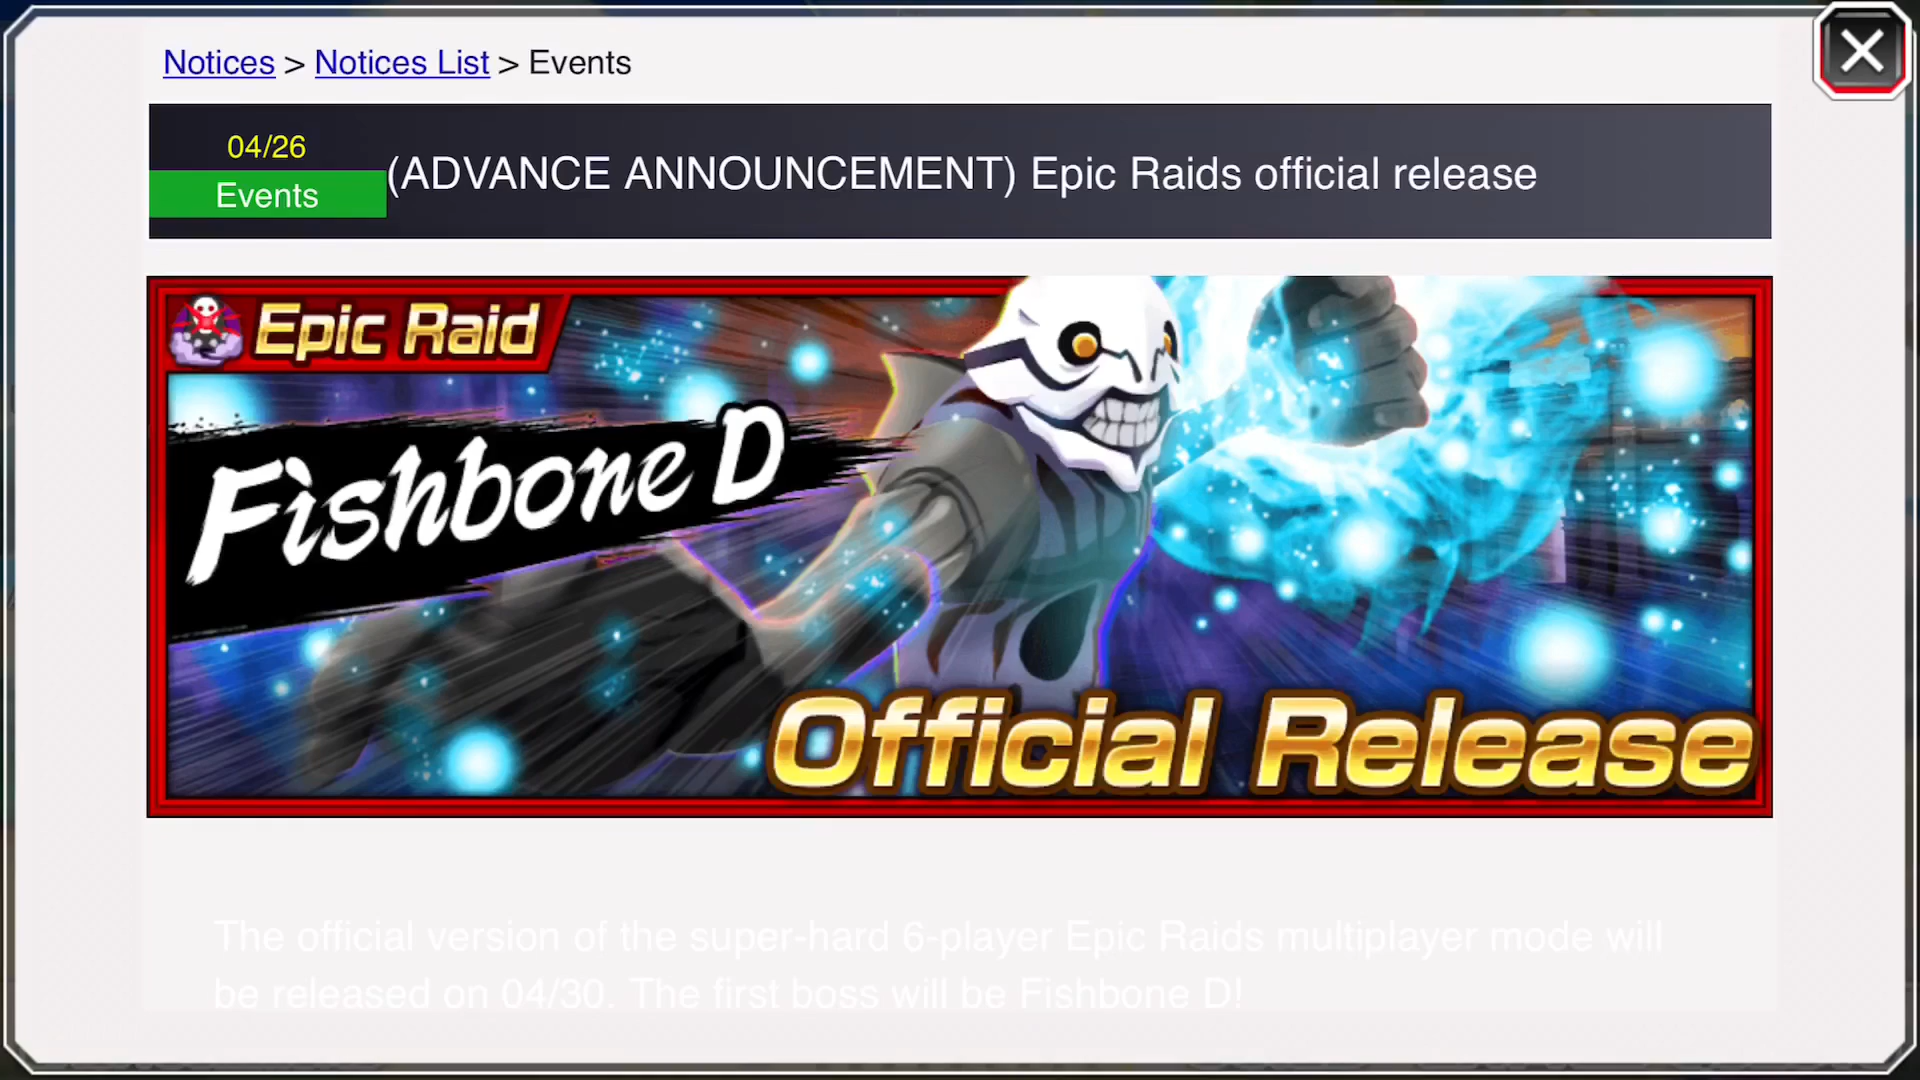 Notices > Notices List > Events
04/26
Events
(ADVANCE ANNOUNCEMENT) Epic Raids official release
Epic Raid
Fishbone D
Official Release
The official version of the super-hard 6-player Epic Raids multiplayer mode will
be released on 04/30. The first boss will be Fishbone D!